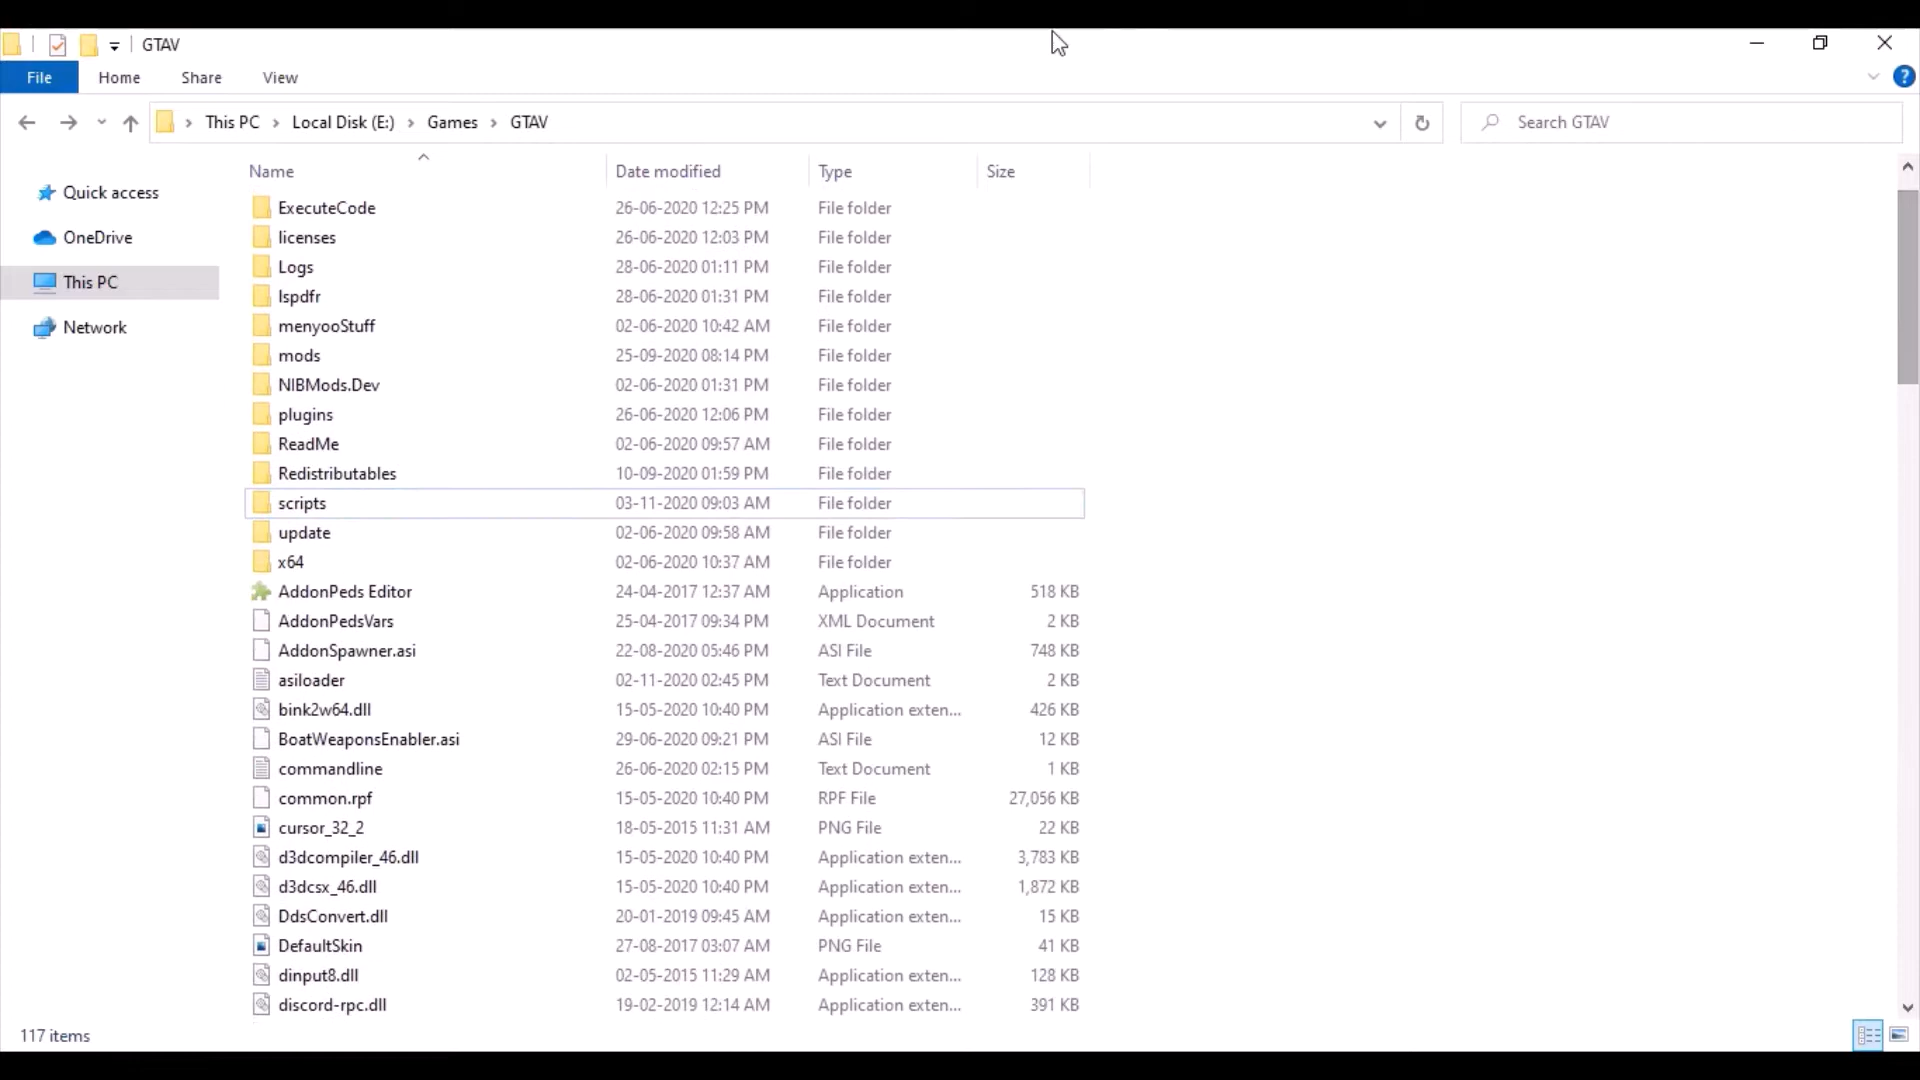 GTAV
File Home Share View
This PC Local Disk (E:) Games GTAV Search GTAV
Quick access
OneDrive
This PC
Network
Name Date modified Type Size
ExecuteCode 26-06-2020 12:25 PM File folder
licenses 26-06-2020 12:03 PM File folder
Logs 28-06-2020 01:11 PM File folder
lspdfr 28-06-2020 01:31 PM File folder
menyooStuff 02-06-2020 10:42 AM File folder
mods 25-09-2020 08:14 PM File folder
NIBMods.Dev 02-06-2020 01:31 PM File folder
plugins 26-06-2020 12:06 PM File folder
ReadMe 02-06-2020 09:57 AM File folder
Redistributables 10-09-2020 01:59 PM File folder
scripts 03-11-2020 09:03 AM File folder
update 02-06-2020 09:58 AM File folder
x64 02-06-2020 10:37 AM File folder
AddonPeds Editor 24-04-2017 12:37 AM Application 518 KB
AddonPedsVars 25-04-2017 09:34 PM XML Document 2 KB
AddonSpawner.asi 22-08-2020 05:46 PM ASI File 748 KB
asiloader 02-11-2020 02:45 PM Text Document 2 KB
bink2w64.dll 15-05-2020 10:40 PM Application exten... 426 KB
BoatWeaponsEnabler.asi 29-06-2020 09:21 PM ASI File 12 KB
commandline 26-06-2020 02:15 PM Text Document 1 KB
common.rpf 15-05-2020 10:40 PM RPF File 27,056 KB
cursor_32_2 18-05-2015 11:31 AM PNG File 22 KB
d3dcompiler_46.dll 15-05-2020 10:40 PM Application exten... 3,783 KB
d3dcsx_46.dll 15-05-2020 10:40 PM Application exten... 1,872 KB
DdsConvert.dll 20-01-2019 09:45 AM Application exten... 15 KB
DefaultSkin 27-08-2017 03:07 AM PNG File 41 KB
dinput8.dll 02-05-2015 11:29 AM Application exten... 128 KB
discord-rpc.dll 19-02-2019 12:14 AM Application exten... 391 KB
117 items